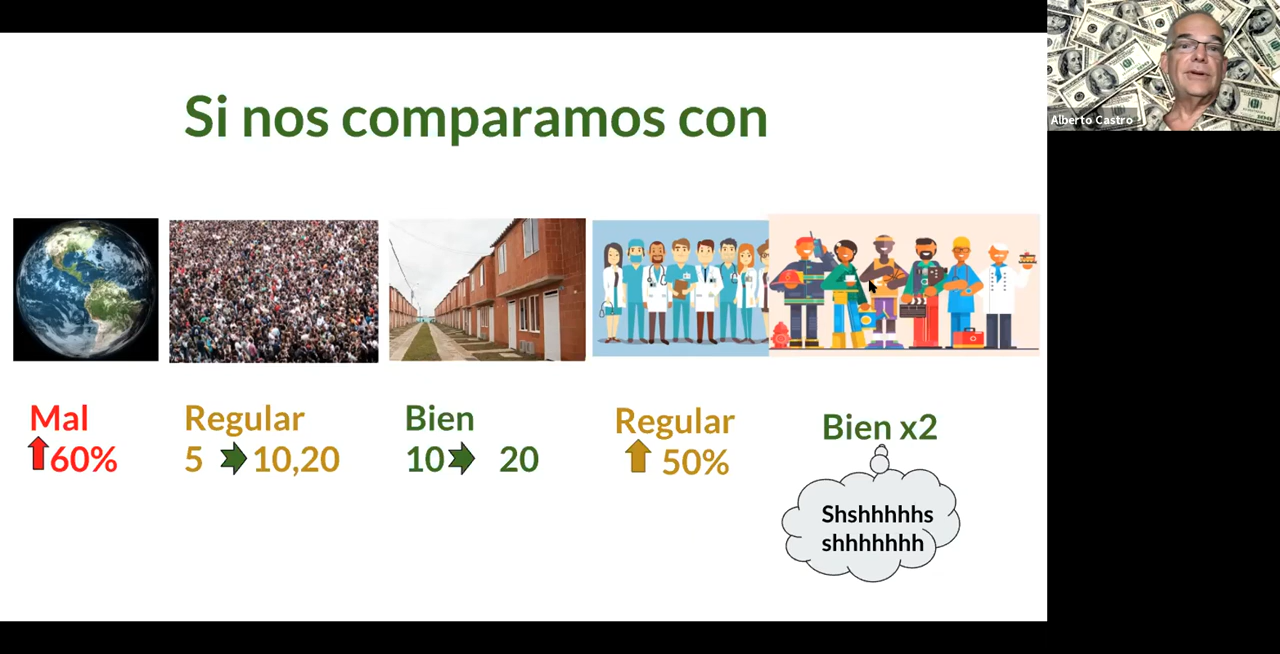 Si nos comparamos con
Alberto Castro
Mal
60%
Regular
5 10,20
Bien
10 20
Regular
50%
Bien x2
Shshhhhhs
shhhhhhh